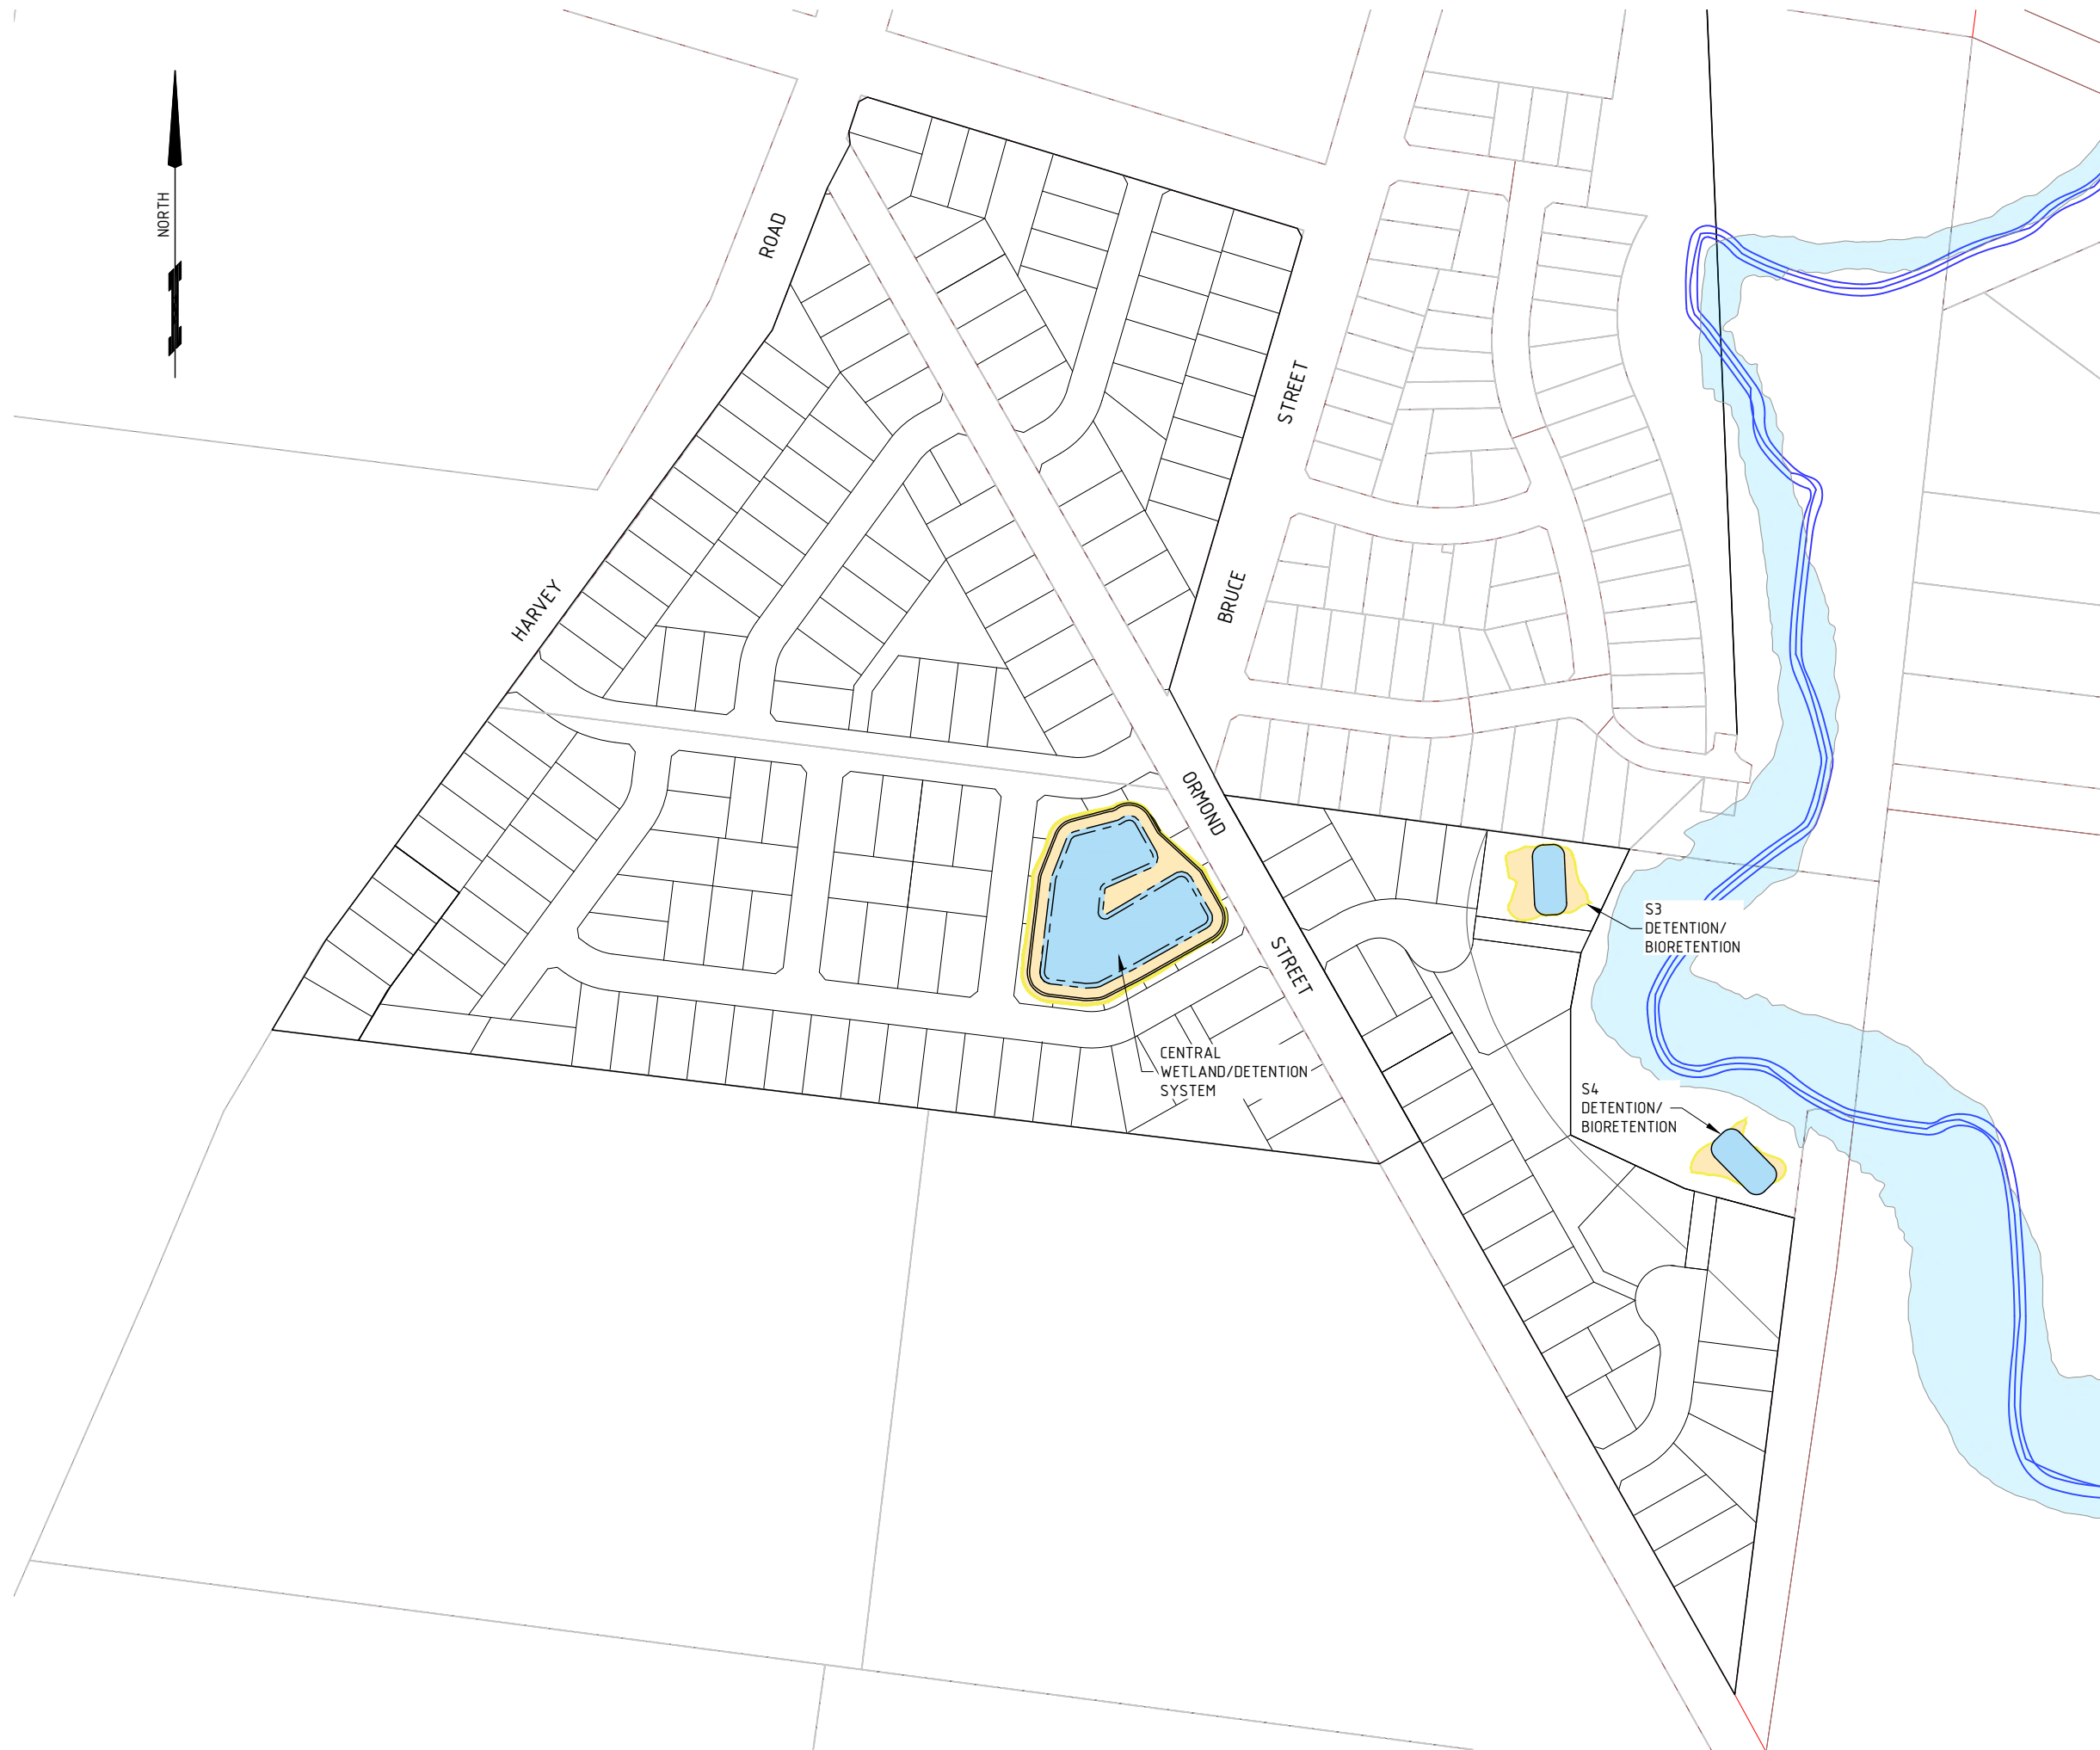 NORTH
ROAD
HARVEY
STREET
BRUCE
ORMOND
STREET
S3
DETENTION/
BIORETENTION
CENTRAL
WETLAND/DETENTION
SYSTEM
S4
DETENTION/
BIORETENTION